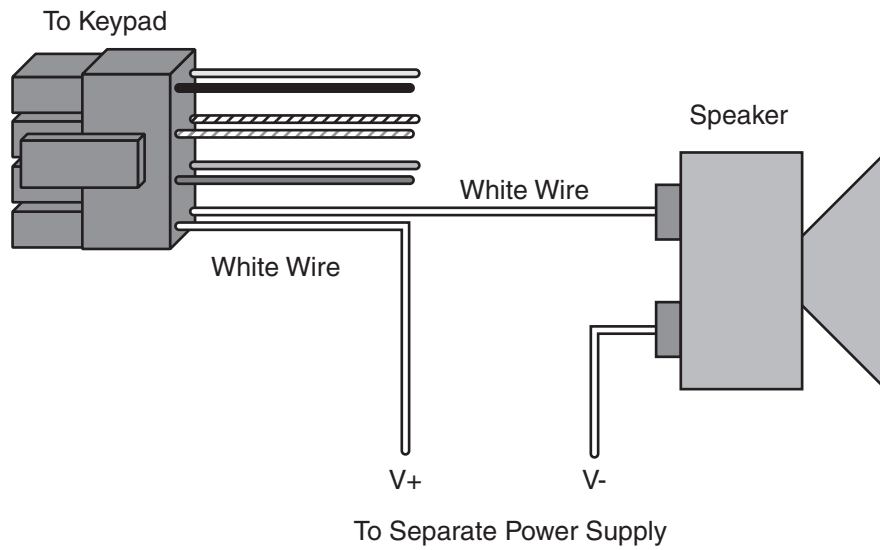 To Keypad
Speaker
White Wire
White Wire
V+
V-
To Separate Power Supply